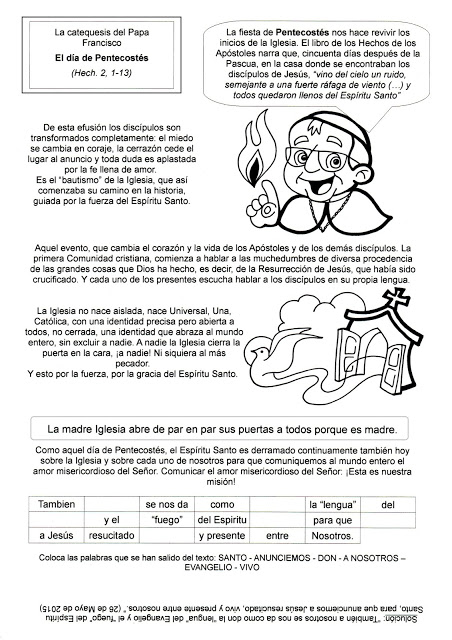 La catequesis del Papa
Francisco
El día de Pentecostés
(Hech. 2, 1-13)
La fiesta de Pentecostés nos hace revivir los
inicios de la Iglesia. El libro de los Hechos de los
Apóstoles narra que, cincuenta días después de la
Pascua, en la casa donde se encontraban los
discípulos de Jesús, "vino del cielo un ruido,
semejante a una fuerte ráfaga de viento (…) y
todos quedaron llenos del Espíritu Santo"
De esta efusión los discípulos son
transformados completamente: el miedo
se cambia en coraje, la cerrazón cede el
lugar al anuncio y toda duda es aplastada
por la fe llena de amor.
Es el "bautismo" de la Iglesia, que así
comenzaba su camino en la historia,
guiada por la fuerza del Espíritu Santo.
Aquel evento, que cambia el corazón y la vida de los Apóstoles y de los demás discípulos. La
primera Comunidad cristiana, comienza a hablar a las muchedumbres de diversa procedencia
de las grandes cosas que Dios ha hecho, es decir, de la Resurrección de Jesús, que había sido
crucificado. Y cada uno de los presentes escucha hablar a los discípulos en su propia lengua.
La Iglesia no nace aislada, nace Universal, Una,
Católica, con una identidad precisa pero abierta a
todos, no cerrada, una identidad que abraza al mundo
entero, sin excluir a nadie. A nadie la Iglesia cierra la
puerta en la cara, ¡a nadie! Ni siquiera al más
pecador.
Y esto por la fuerza, por la gracia del Espíritu Santo.
La madre Iglesia abre de par en par sus puertas a todos porque es madre.
Como aquel día de Pentecostés, el Espíritu Santo es derramado continuamente también hoy
sobre la Iglesia y sobre cada uno de nosotros para que comuniquemos al mundo entero el
amor misericordioso del Señor. Comunicar el amor misericordioso del Señor: ¡Esta es nuestra
misión!
Tambien se nos da como la "lengua" del
y el "fuego" del Espiritu para que
a Jesús resucitado y presente entre Nosotros.
Coloca las palabras que se han salido del texto: SANTO - ANUNCIEMOS - DON - A NOSOTROS –
EVANGELIO - VIVO
Solución: "También a nosotros se nos da como don la "lengua" del Evangelio y el "fuego" del Espíritu
Santo, para que anunciemos a Jesús resucitado, vivo y presente entre nosotros." (26 de Mayo de 2015)